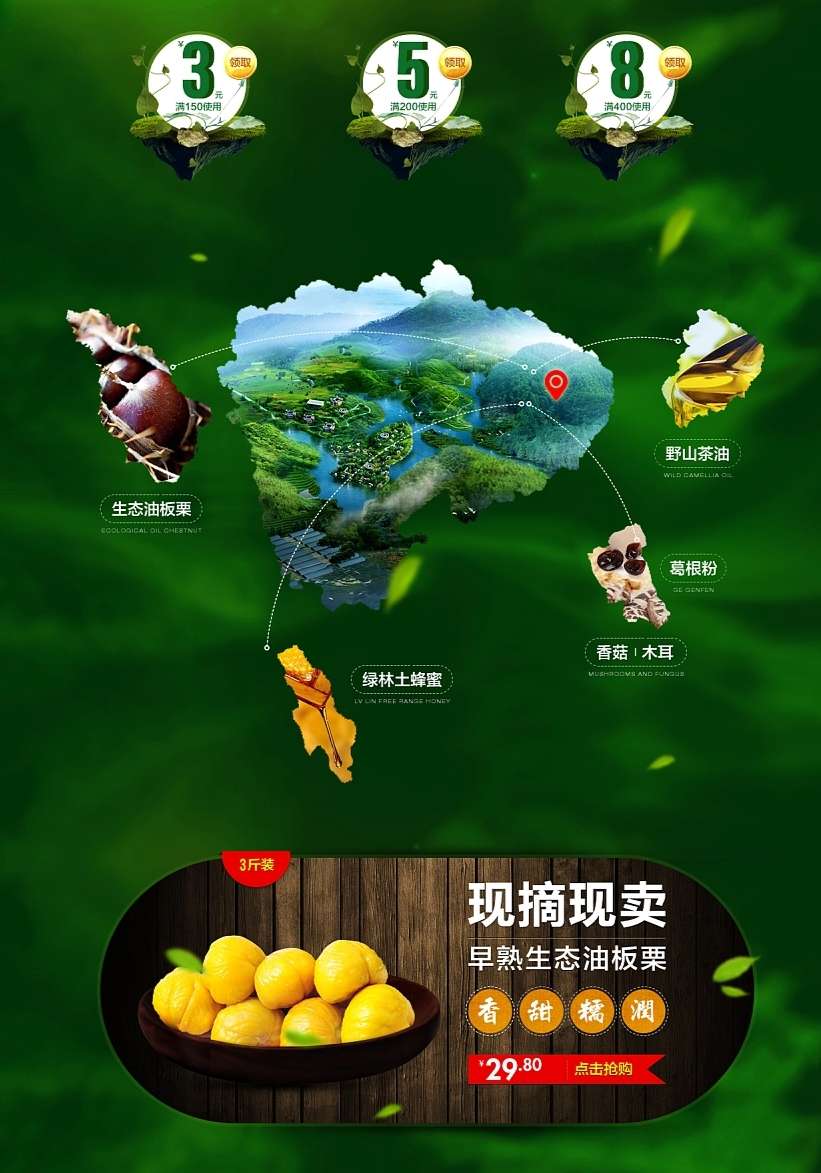 ¥3元
领取
满150使用
¥5元
领取
满200使用
¥8元
领取
满400使用
野山茶油
WILD CAMELLIA OIL
生态油板栗
ECOLOGICAL OIL CHESTNUT
葛根粉
GE GENFEN
香菇 | 木耳
MUSHROOMS AND FUNGUS
绿林土蜂蜜
LV LIN FREE RANGE HONEY
3斤装
现摘现卖
早熟生态油板栗
香甜糯潤
¥29.80 点击抢购